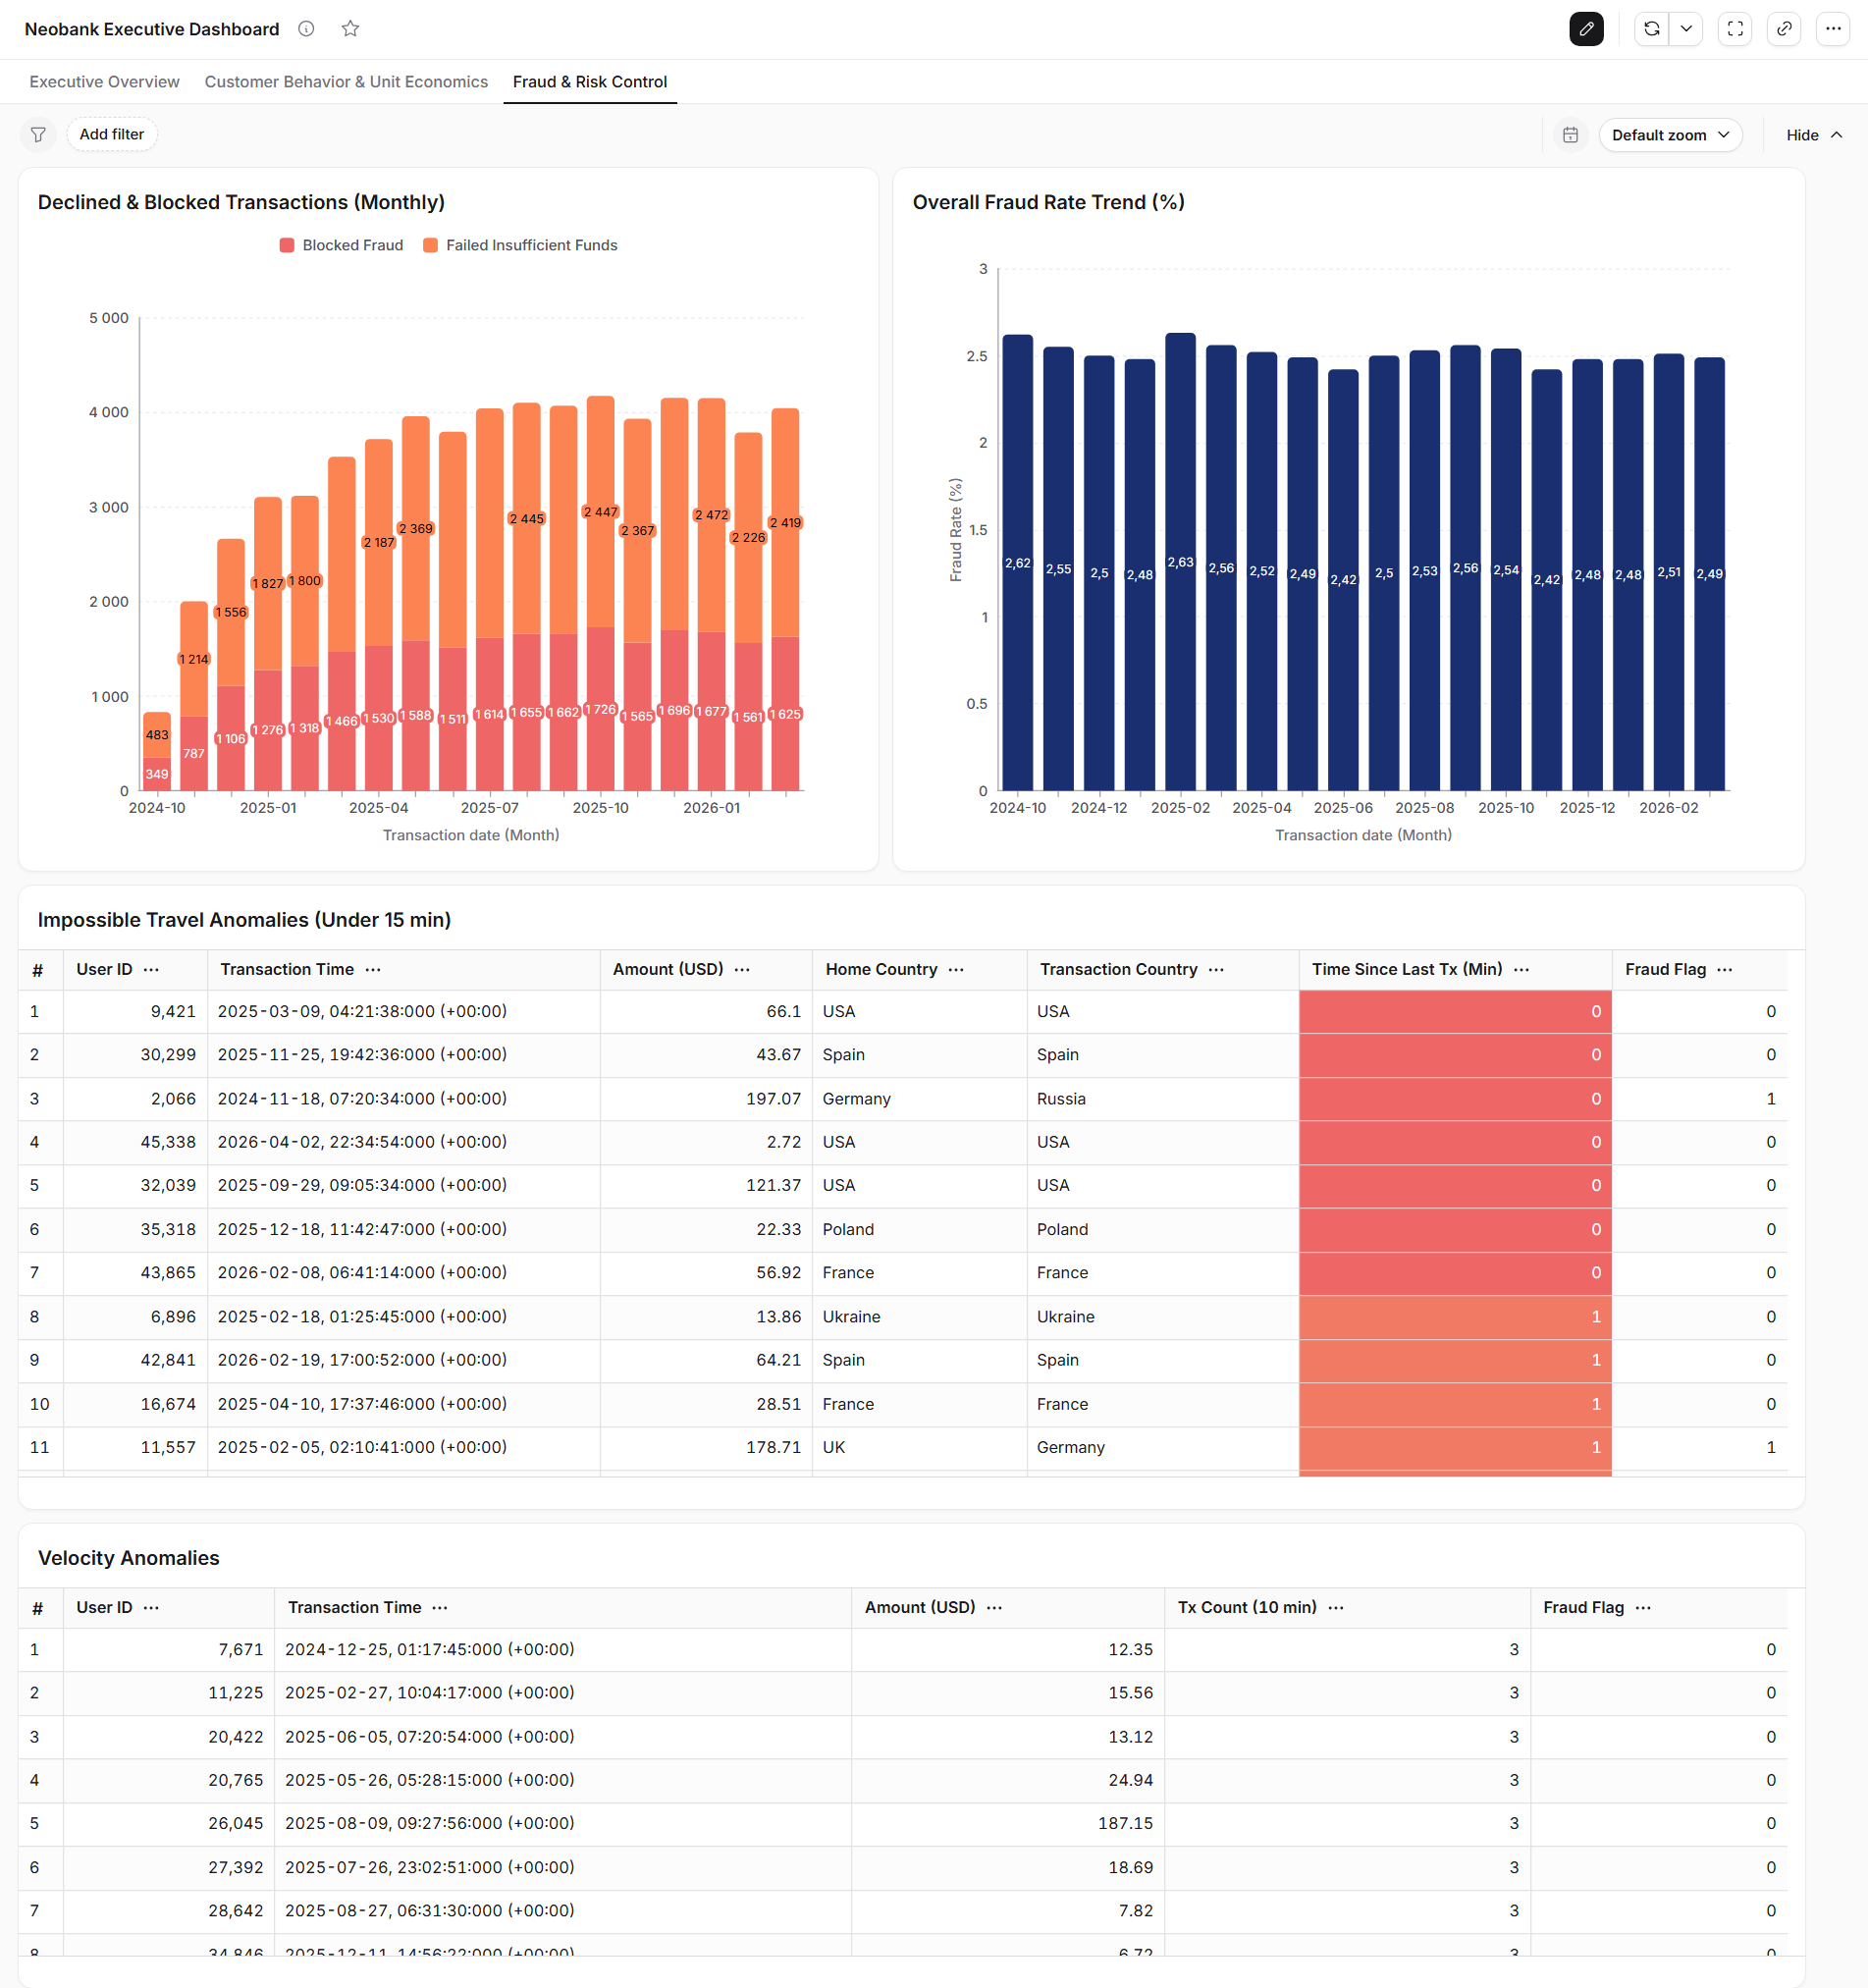 Neobank Executive Dashboard
Executive Overview Customer Behavior & Unit Economics Fraud & Risk Control
Add filter Default zoom Hide
Declined & Blocked Transactions (Monthly)
Blocked Fraud Failed Insufficient Funds
5 000
4 000
3 000
2 000
1 000
0
483 1 214 1 556 1 827 1 800 2 187 2 369 2 445 2 447 2 367 2 472 2 226 2 419
349 787 1 106 1 276 1 318 1 466 1 530 1 588 1 511 1 614 1 655 1 662 1 726 1 565 1 696 1 677 1 561 1 625
2024-10 2025-01 2025-04 2025-07 2025-10 2026-01
Transaction date (Month)
Overall Fraud Rate Trend (%)
Fraud Rate (%)
3
2.5
2
1.5
1
0.5
0
2,62 2,55 2,5 2,48 2,63 2,56 2,52 2,49 2,42 2,5 2,53 2,56 2,54 2,42 2,48 2,48 2,51 2,49
2024-10 2024-12 2025-02 2025-04 2025-06 2025-08 2025-10 2025-12 2026-02
Transaction date (Month)
Impossible Travel Anomalies (Under 15 min)
# User ID ··· Transaction Time ··· Amount (USD) ··· Home Country ··· Transaction Country ··· Time Since Last Tx (Min) ··· Fraud Flag ···
1 9,421 2025-03-09, 04:21:38:000 (+00:00) 66.1 USA USA 0 0
2 30,299 2025-11-25, 19:42:36:000 (+00:00) 43.67 Spain Spain 0 0
3 2,066 2024-11-18, 07:20:34:000 (+00:00) 197.07 Germany Russia 0 1
4 45,338 2026-04-02, 22:34:54:000 (+00:00) 2.72 USA USA 0 0
5 32,039 2025-09-29, 09:05:34:000 (+00:00) 121.37 USA USA 0 0
6 35,318 2025-12-18, 11:42:47:000 (+00:00) 22.33 Poland Poland 0 0
7 43,865 2026-02-08, 06:41:14:000 (+00:00) 56.92 France France 0 0
8 6,896 2025-02-18, 01:25:45:000 (+00:00) 13.86 Ukraine Ukraine 1 0
9 42,841 2026-02-19, 17:00:52:000 (+00:00) 64.21 Spain Spain 1 0
10 16,674 2025-04-10, 17:37:46:000 (+00:00) 28.51 France France 1 0
11 11,557 2025-02-05, 02:10:41:000 (+00:00) 178.71 UK Germany 1 1
Velocity Anomalies
# User ID ··· Transaction Time ··· Amount (USD) ··· Tx Count (10 min) ··· Fraud Flag ···
1 7,671 2024-12-25, 01:17:45:000 (+00:00) 12.35 3 0
2 11,225 2025-02-27, 10:04:17:000 (+00:00) 15.56 3 0
3 20,422 2025-06-05, 07:20:54:000 (+00:00) 13.12 3 0
4 20,765 2025-05-26, 05:28:15:000 (+00:00) 24.94 3 0
5 26,045 2025-08-09, 09:27:56:000 (+00:00) 187.15 3 0
6 27,392 2025-07-26, 23:02:51:000 (+00:00) 18.69 3 0
7 28,642 2025-08-27, 06:31:30:000 (+00:00) 7.82 3 0